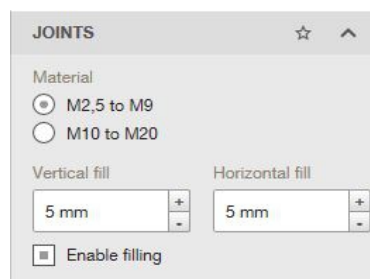 JOINTS
Material
M2,5 to M9
M10 to M20
Vertical fill Horizontal fill
5 mm + - 5 mm + -
Enable filling